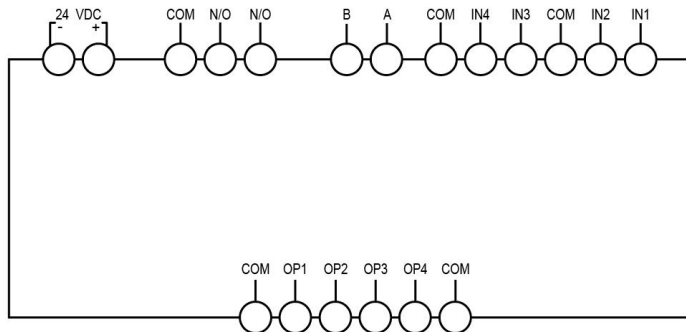 24 VDC
- +
COM N/O N/O
B A
COM IN4 IN3 COM IN2 IN1
COM OP1 OP2 OP3 OP4 COM